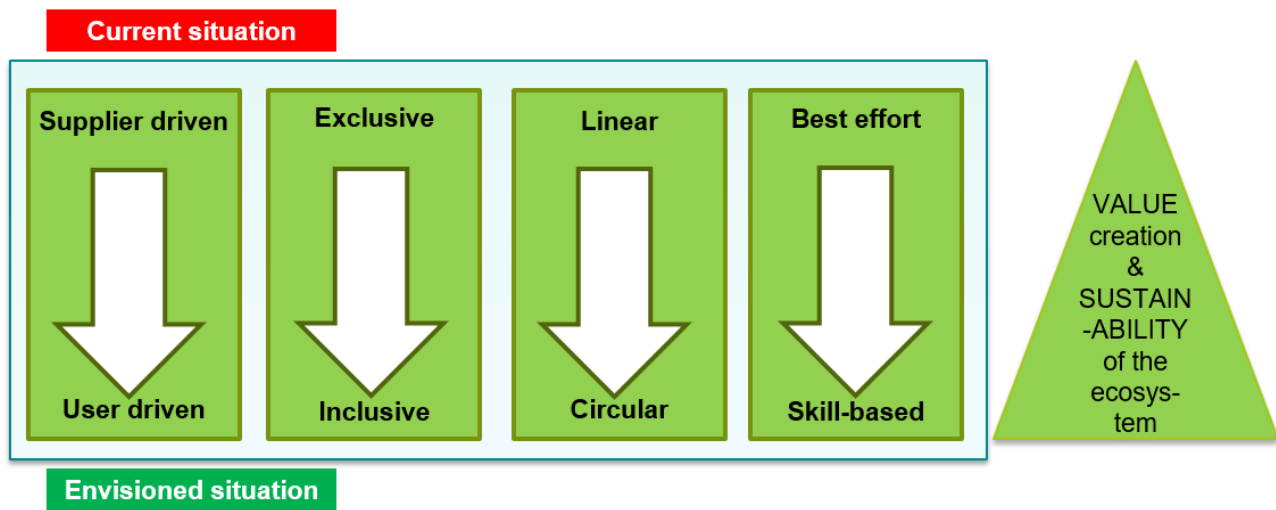 Current situation
Supplier driven
Exclusive
Linear
Best effort
User driven
Inclusive
Circular
Skill-based
Envisioned situation
VALUE
creation
&
SUSTAIN
-ABILITY
of the
ecosys-
tem